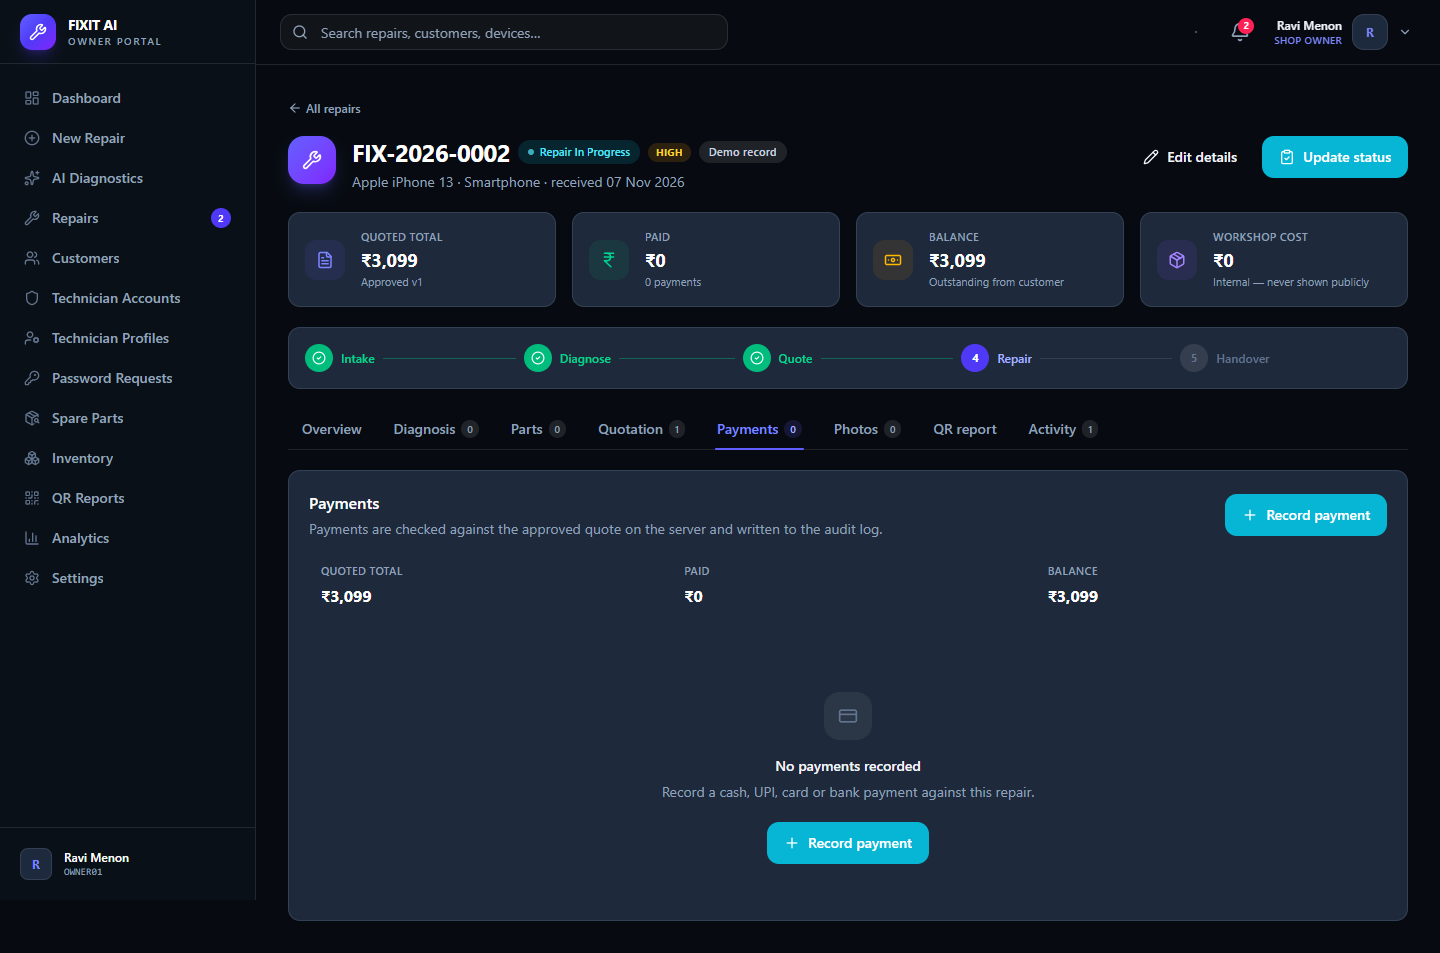 FIXIT AI
OWNER PORTAL
Search repairs, customers, devices...
2
Ravi Menon
SHOP OWNER
R
Dashboard
New Repair
AI Diagnostics
Repairs 2
Customers
Technician Accounts
Technician Profiles
Password Requests
Spare Parts
Inventory
QR Reports
Analytics
Settings
R
Ravi Menon
OWNER01
All repairs
FIX-2026-0002 Repair In Progress HIGH Demo record
Apple iPhone 13 · Smartphone · received 07 Nov 2026
Edit details
Update status
QUOTED TOTAL
₹3,099
Approved v1
PAID
₹0
0 payments
BALANCE
₹3,099
Outstanding from customer
WORKSHOP COST
₹0
Internal — never shown publicly
Intake Diagnose Quote 4 Repair 5 Handover
Overview Diagnosis 0 Parts 0 Quotation 1 Payments 0 Photos 0 QR report Activity 1
Payments
Payments are checked against the approved quote on the server and written to the audit log.
Record payment
QUOTED TOTAL
₹3,099
PAID
₹0
BALANCE
₹3,099
No payments recorded
Record a cash, UPI, card or bank payment against this repair.
Record payment